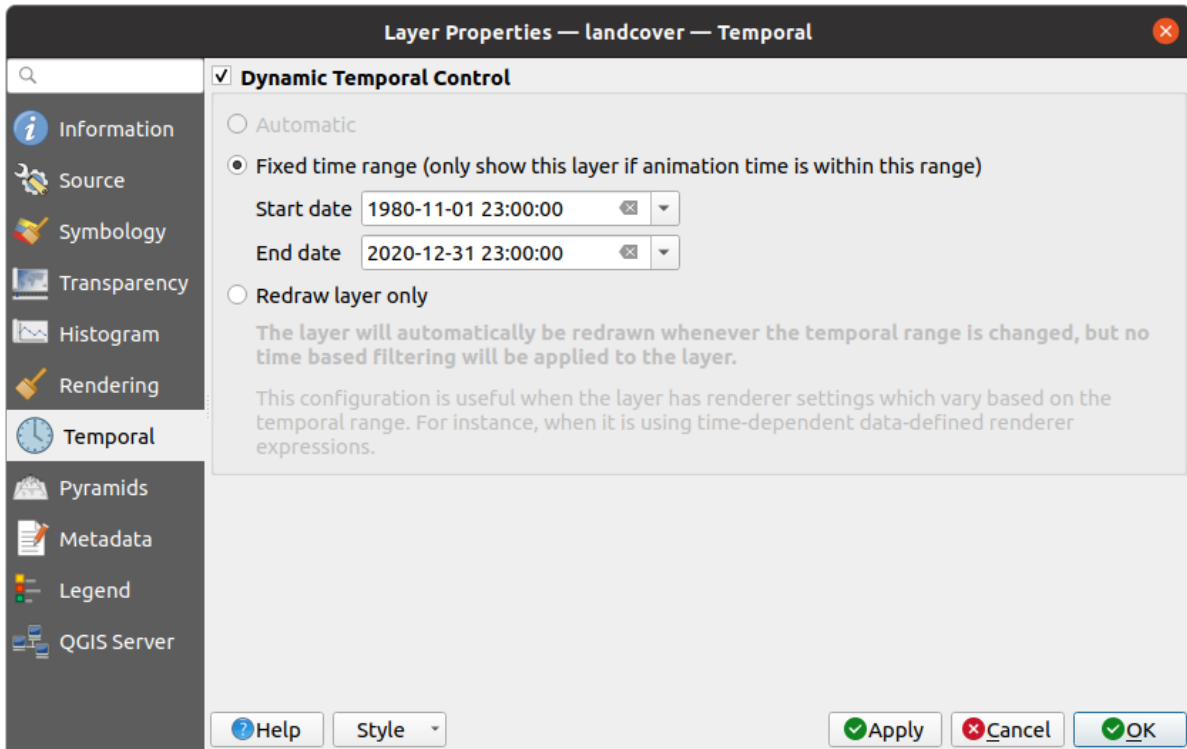 Layer Properties — landcover — Temporal
Information
Source
Symbology
Transparency
Histogram
Rendering
Temporal
Pyramids
Metadata
Legend
QGIS Server
Dynamic Temporal Control
Automatic
Fixed time range (only show this layer if animation time is within this range)
Start date 1980-11-01 23:00:00
End date 2020-12-31 23:00:00
Redraw layer only
The layer will automatically be redrawn whenever the temporal range is changed, but no
time based filtering will be applied to the layer.
This configuration is useful when the layer has renderer settings which vary based on the
temporal range. For instance, when it is using time-dependent data-defined renderer
expressions.
Help Style Apply Cancel OK